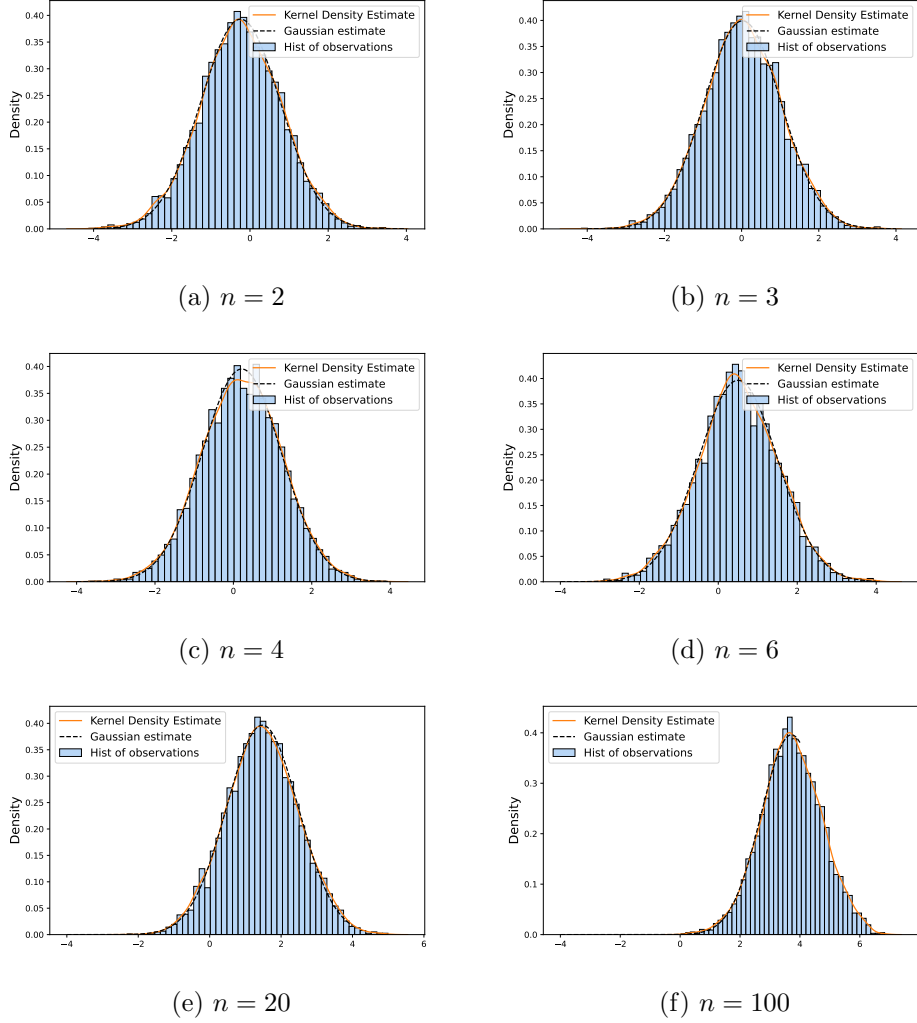 Kernel Density Estimate
Gaussian estimate
Hist of observations
Density
0.40
0.35
0.30
0.25
0.20
0.15
0.10
0.05
0.00
−4 −2 0 2 4
(a) n = 2
Kernel Density Estimate
Gaussian estimate
Hist of observations
Density
0.40
0.35
0.30
0.25
0.20
0.15
0.10
0.05
0.00
−4 −2 0 2 4
(b) n = 3
Kernel Density Estimate
Gaussian estimate
Hist of observations
Density
0.40
0.35
0.30
0.25
0.20
0.15
0.10
0.05
0.00
−4 −2 0 2 4
(c) n = 4
Kernel Density Estimate
Gaussian estimate
Hist of observations
Density
0.40
0.35
0.30
0.25
0.20
0.15
0.10
0.05
0.00
−4 −2 0 2 4
(d) n = 6
Kernel Density Estimate
Gaussian estimate
Hist of observations
Density
0.40
0.35
0.30
0.25
0.20
0.15
0.10
0.05
0.00
−4 −2 0 2 4 6
(e) n = 20
Kernel Density Estimate
Gaussian estimate
Hist of observations
Density
0.4
0.3
0.2
0.1
0.0
−4 −2 0 2 4 6
(f) n = 100